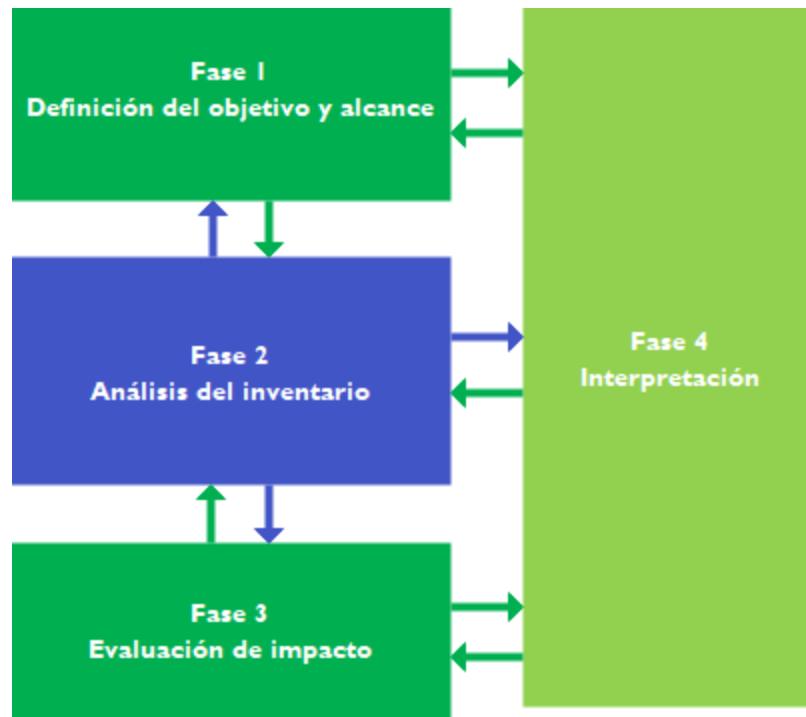 Fase 1
Definición del objetivo y alcance
Fase 2
Análisis del inventario
Fase 4
Interpretación
Fase 3
Evaluación de impacto